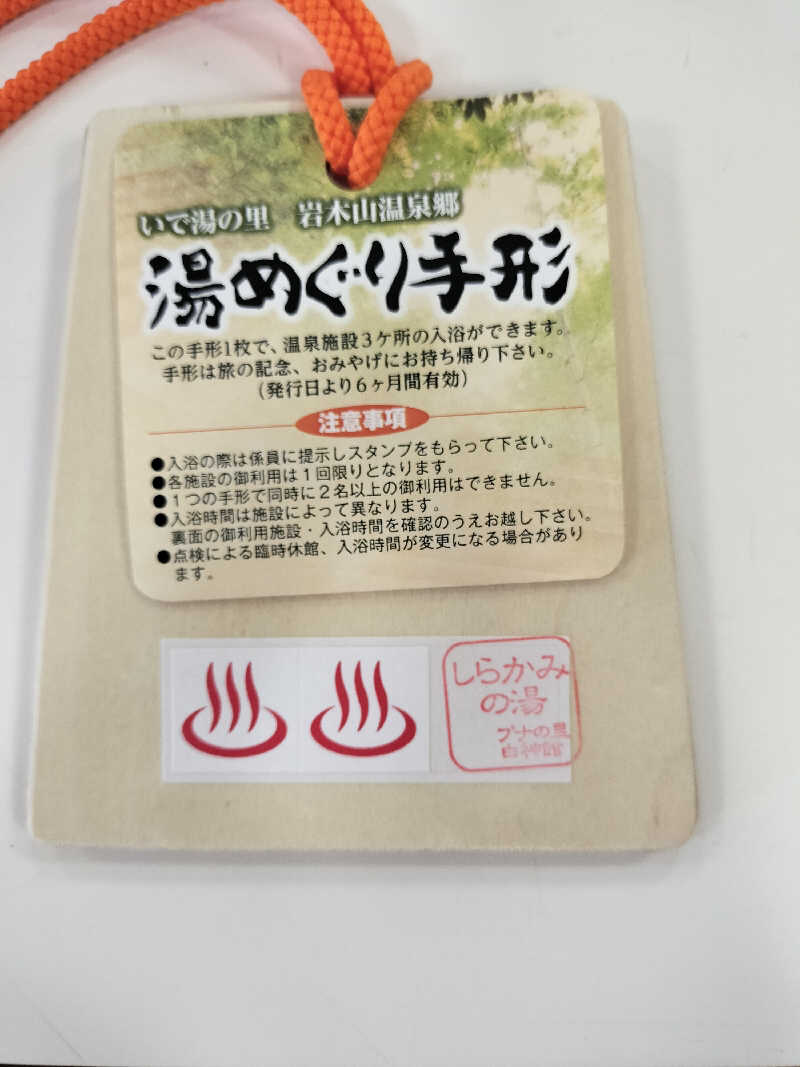 いで湯の里 岩木山温泉郷
湯めぐり手形
この手形1枚で、温泉施設3ケ所の入浴ができます。
手形は旅の記念、おみやげにお持ち帰り下さい。
(発行日より6ヶ月間有効)
注意事項
●入浴の際は係員に提示しスタンプをもらって下さい。
●各施設の御利用は1回限りとなります。
●1つの手形で同時に2名以上の御利用はできません。
●入浴時間は施設によって異なります。
裏面の御利用施設・入浴時間を確認のうえお越し下さい。
●点検による臨時休館、入浴時間が変更になる場合があり
ます。
しらかみ
の湯
ブナの里
白神館